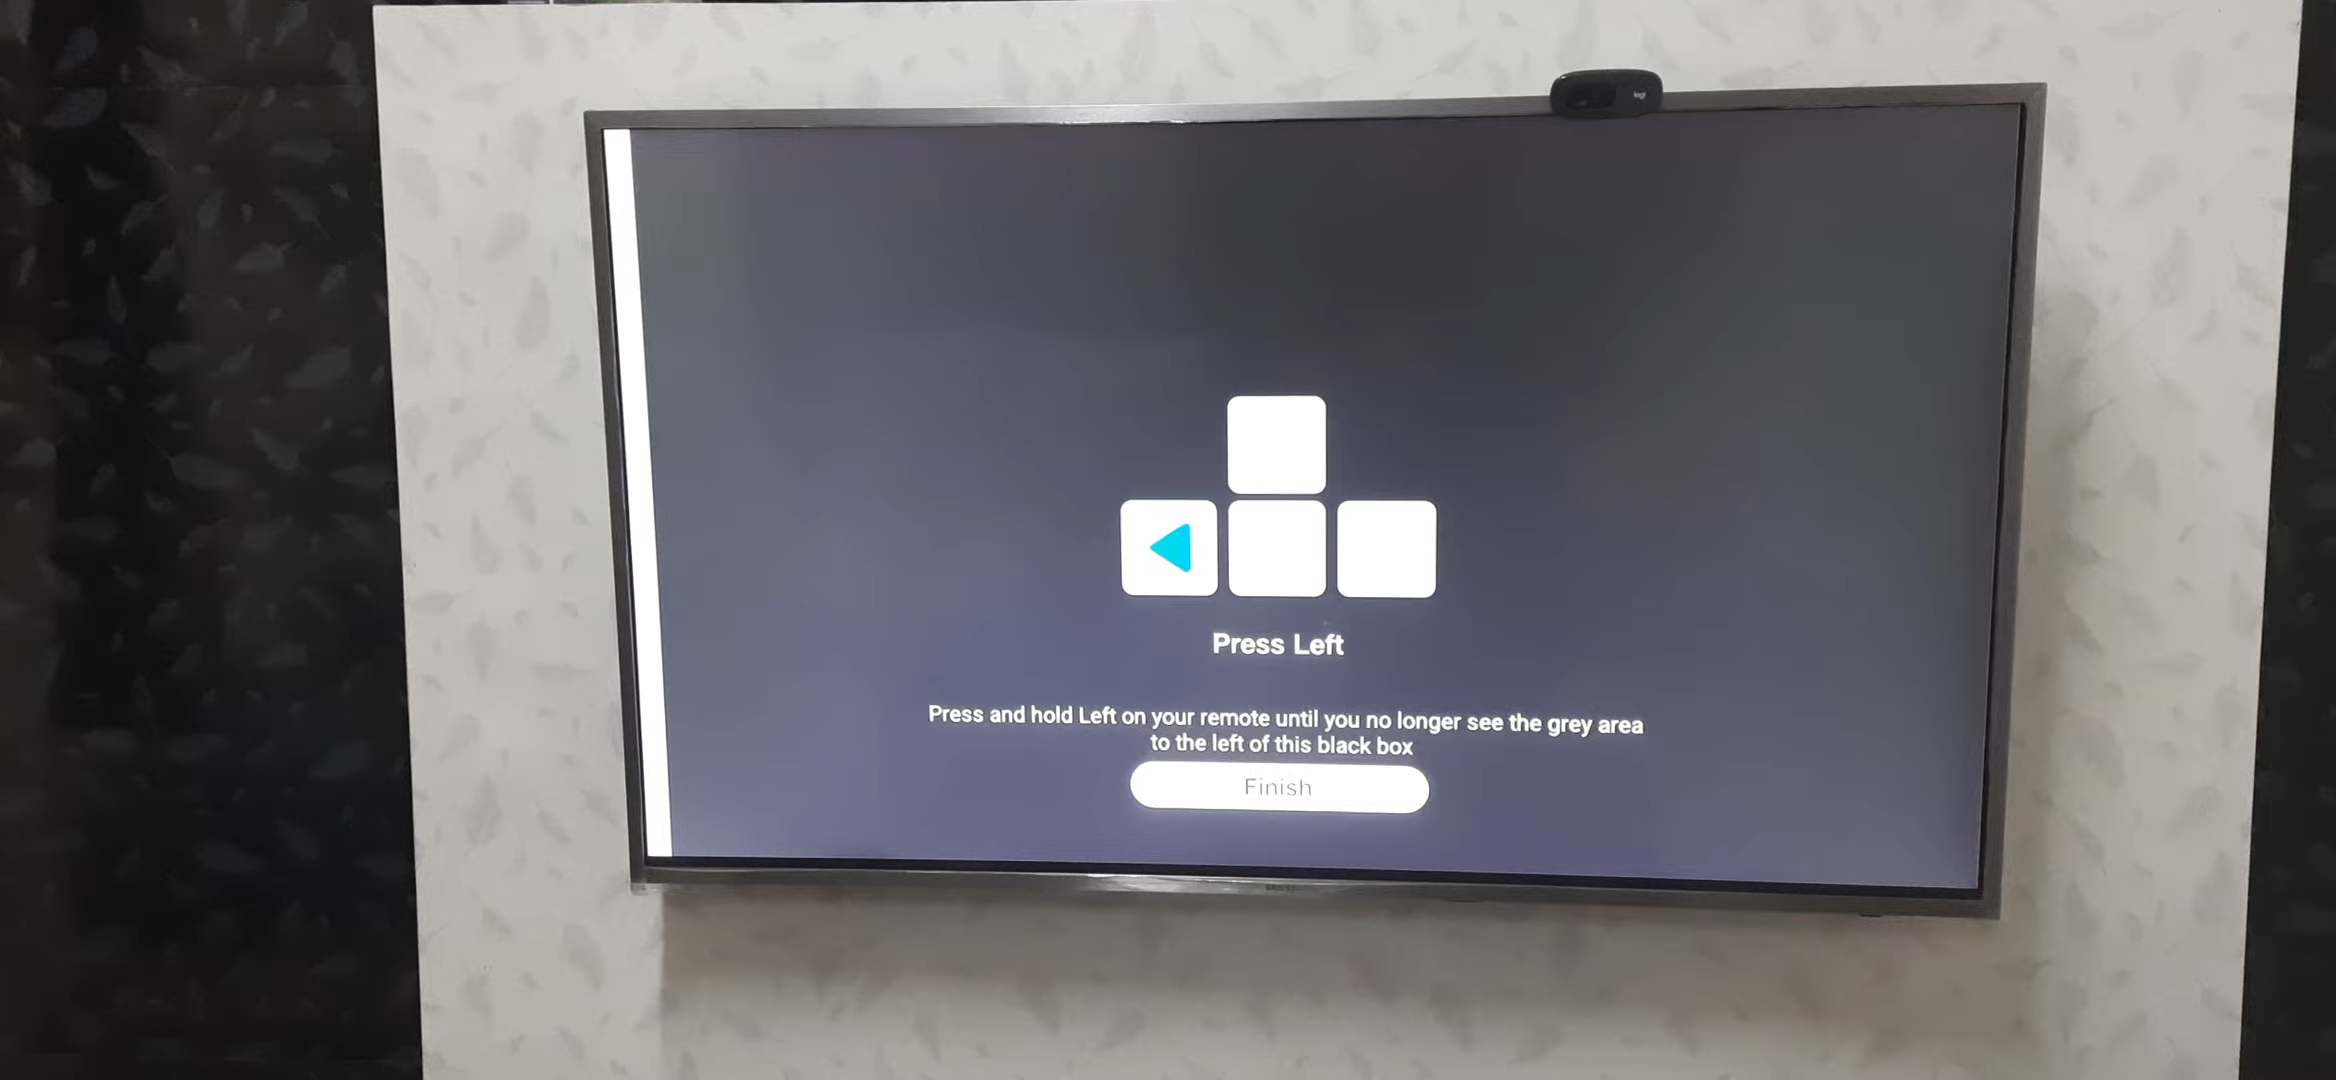 logi
Press Left
Press and hold Left on your remote until you no longer see the grey area
to the left of this black box
Finish